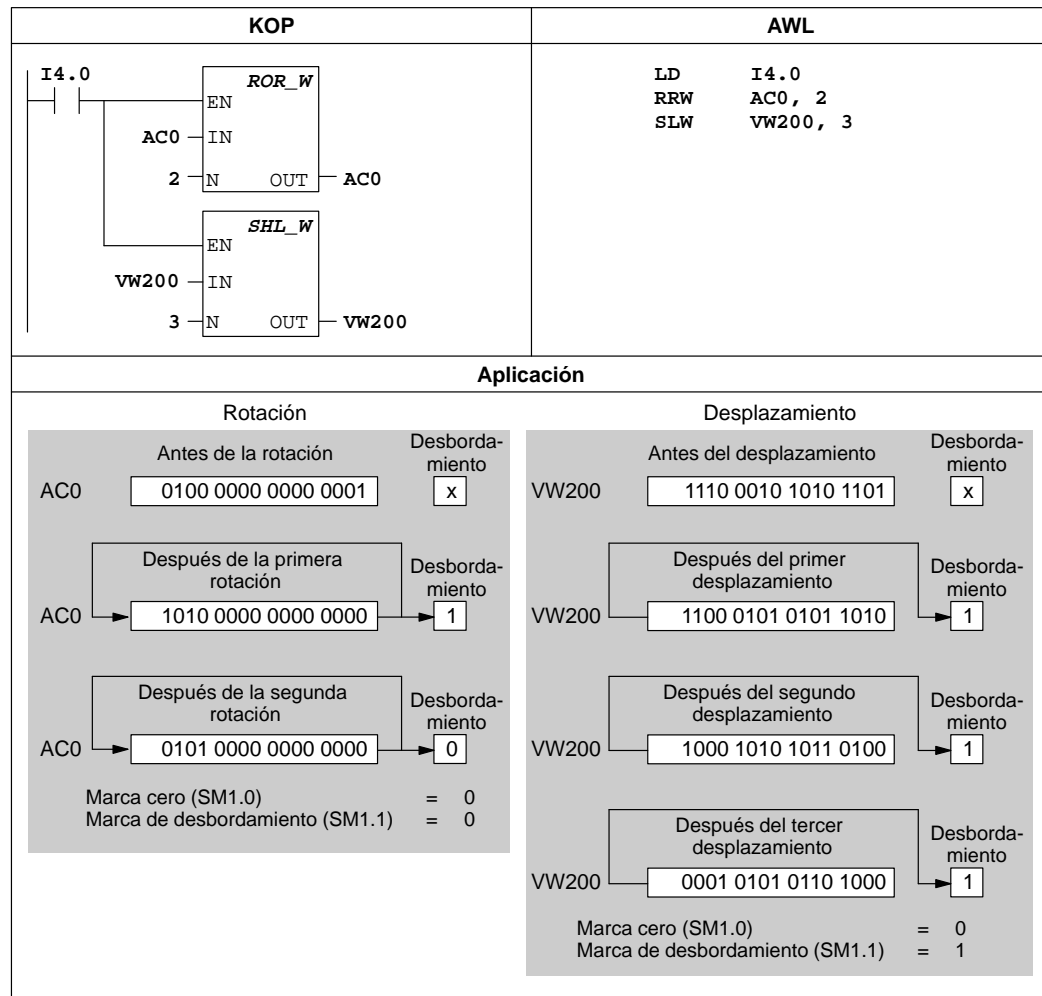 KOP
AWL
I4.0
ROR_W
EN
AC0
IN
2
N
OUT
AC0
SHL_W
EN
VW200
IN
3
N
OUT
VW200
LD I4.0
RRW AC0, 2
SLW VW200, 3
Aplicación
Rotación
Antes de la rotación
Desborda-
miento
AC0
0100 0000 0000 0001
x
Después de la primera
rotación
Desborda-
miento
AC0
1010 0000 0000 0000
1
Después de la segunda
rotación
Desborda-
miento
AC0
0101 0000 0000 0000
0
Marca cero (SM1.0) = 0
Marca de desbordamiento (SM1.1) = 0
Desplazamiento
Antes del desplazamiento
Desborda-
miento
VW200
1110 0010 1010 1101
x
Después del primer
desplazamiento
Desborda-
miento
VW200
1100 0101 0101 1010
1
Después del segundo
desplazamiento
Desborda-
miento
VW200
1000 1010 1011 0100
1
Después del tercer
desplazamiento
Desborda-
miento
VW200
0001 0101 0110 1000
1
Marca cero (SM1.0) = 0
Marca de desbordamiento (SM1.1) = 1